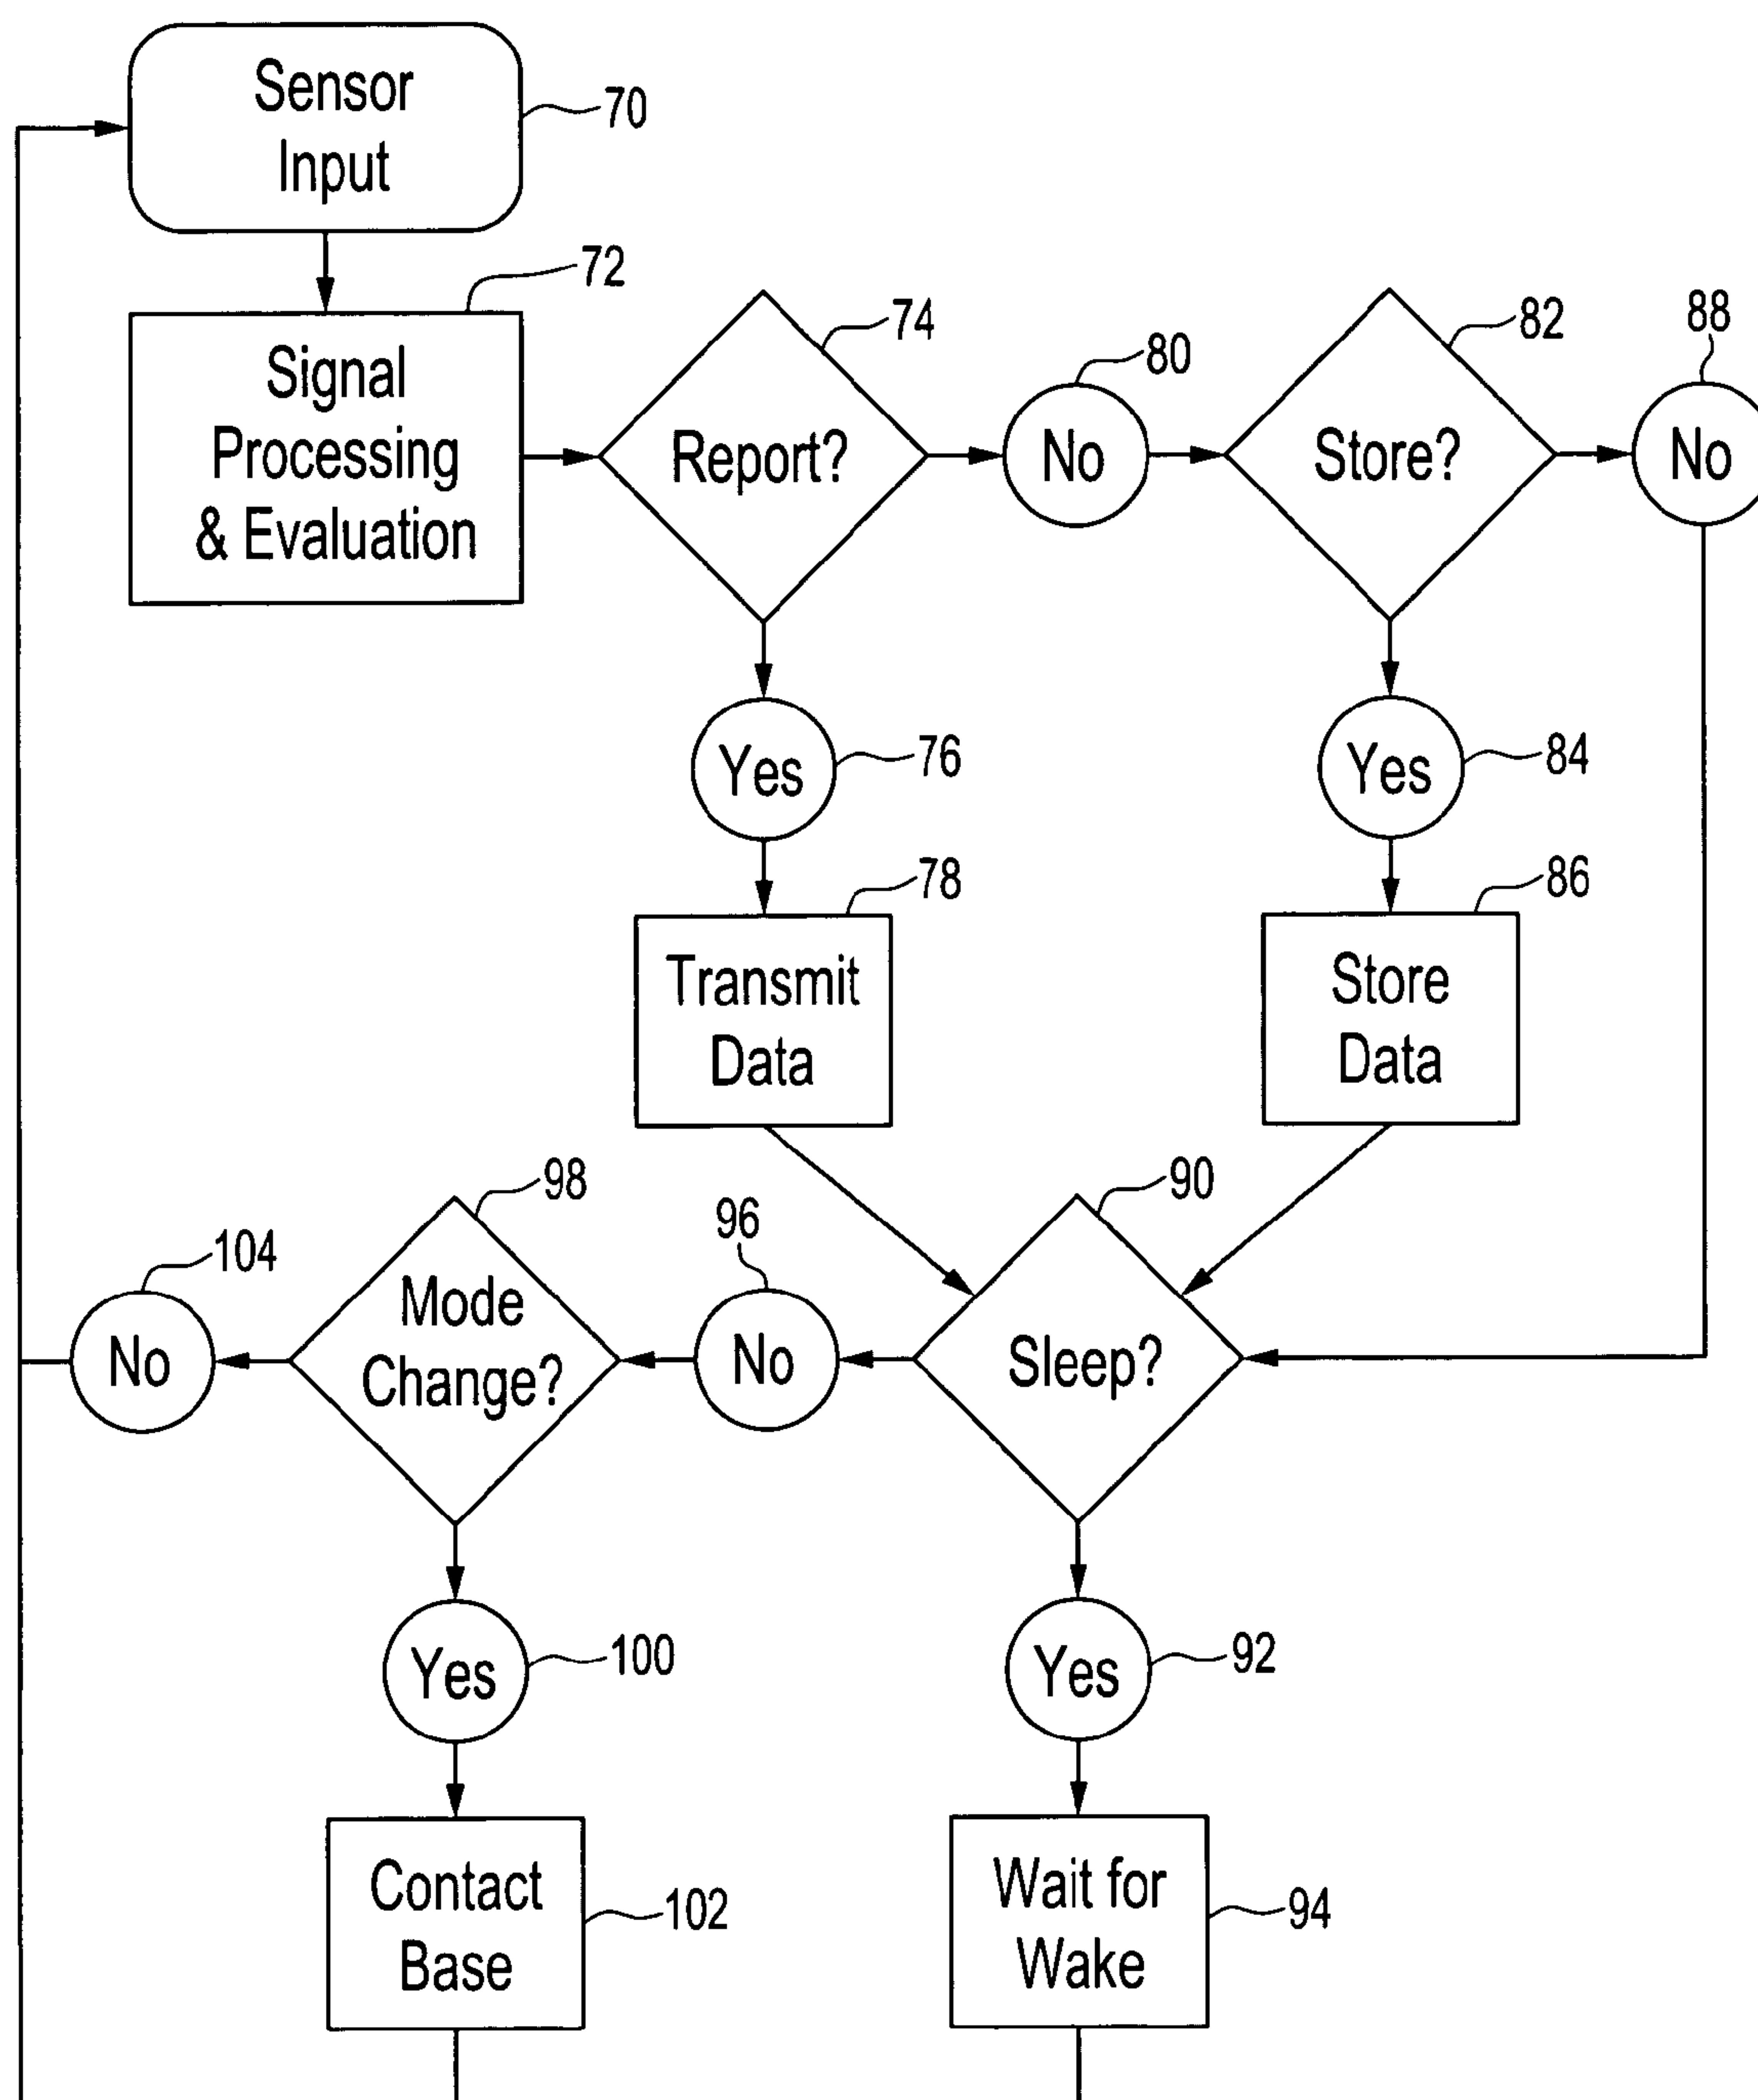 Sensor
Input
70
72
Signal
Processing
& Evaluation
74
Report?
80
No
82
Store?
88
No
Yes
76
Yes
84
78
Transmit
Data
86
Store
Data
98
Mode
Change?
104
No
96
No
90
Sleep?
Yes
100
Yes
92
Contact
Base
102
Wait for
Wake
94